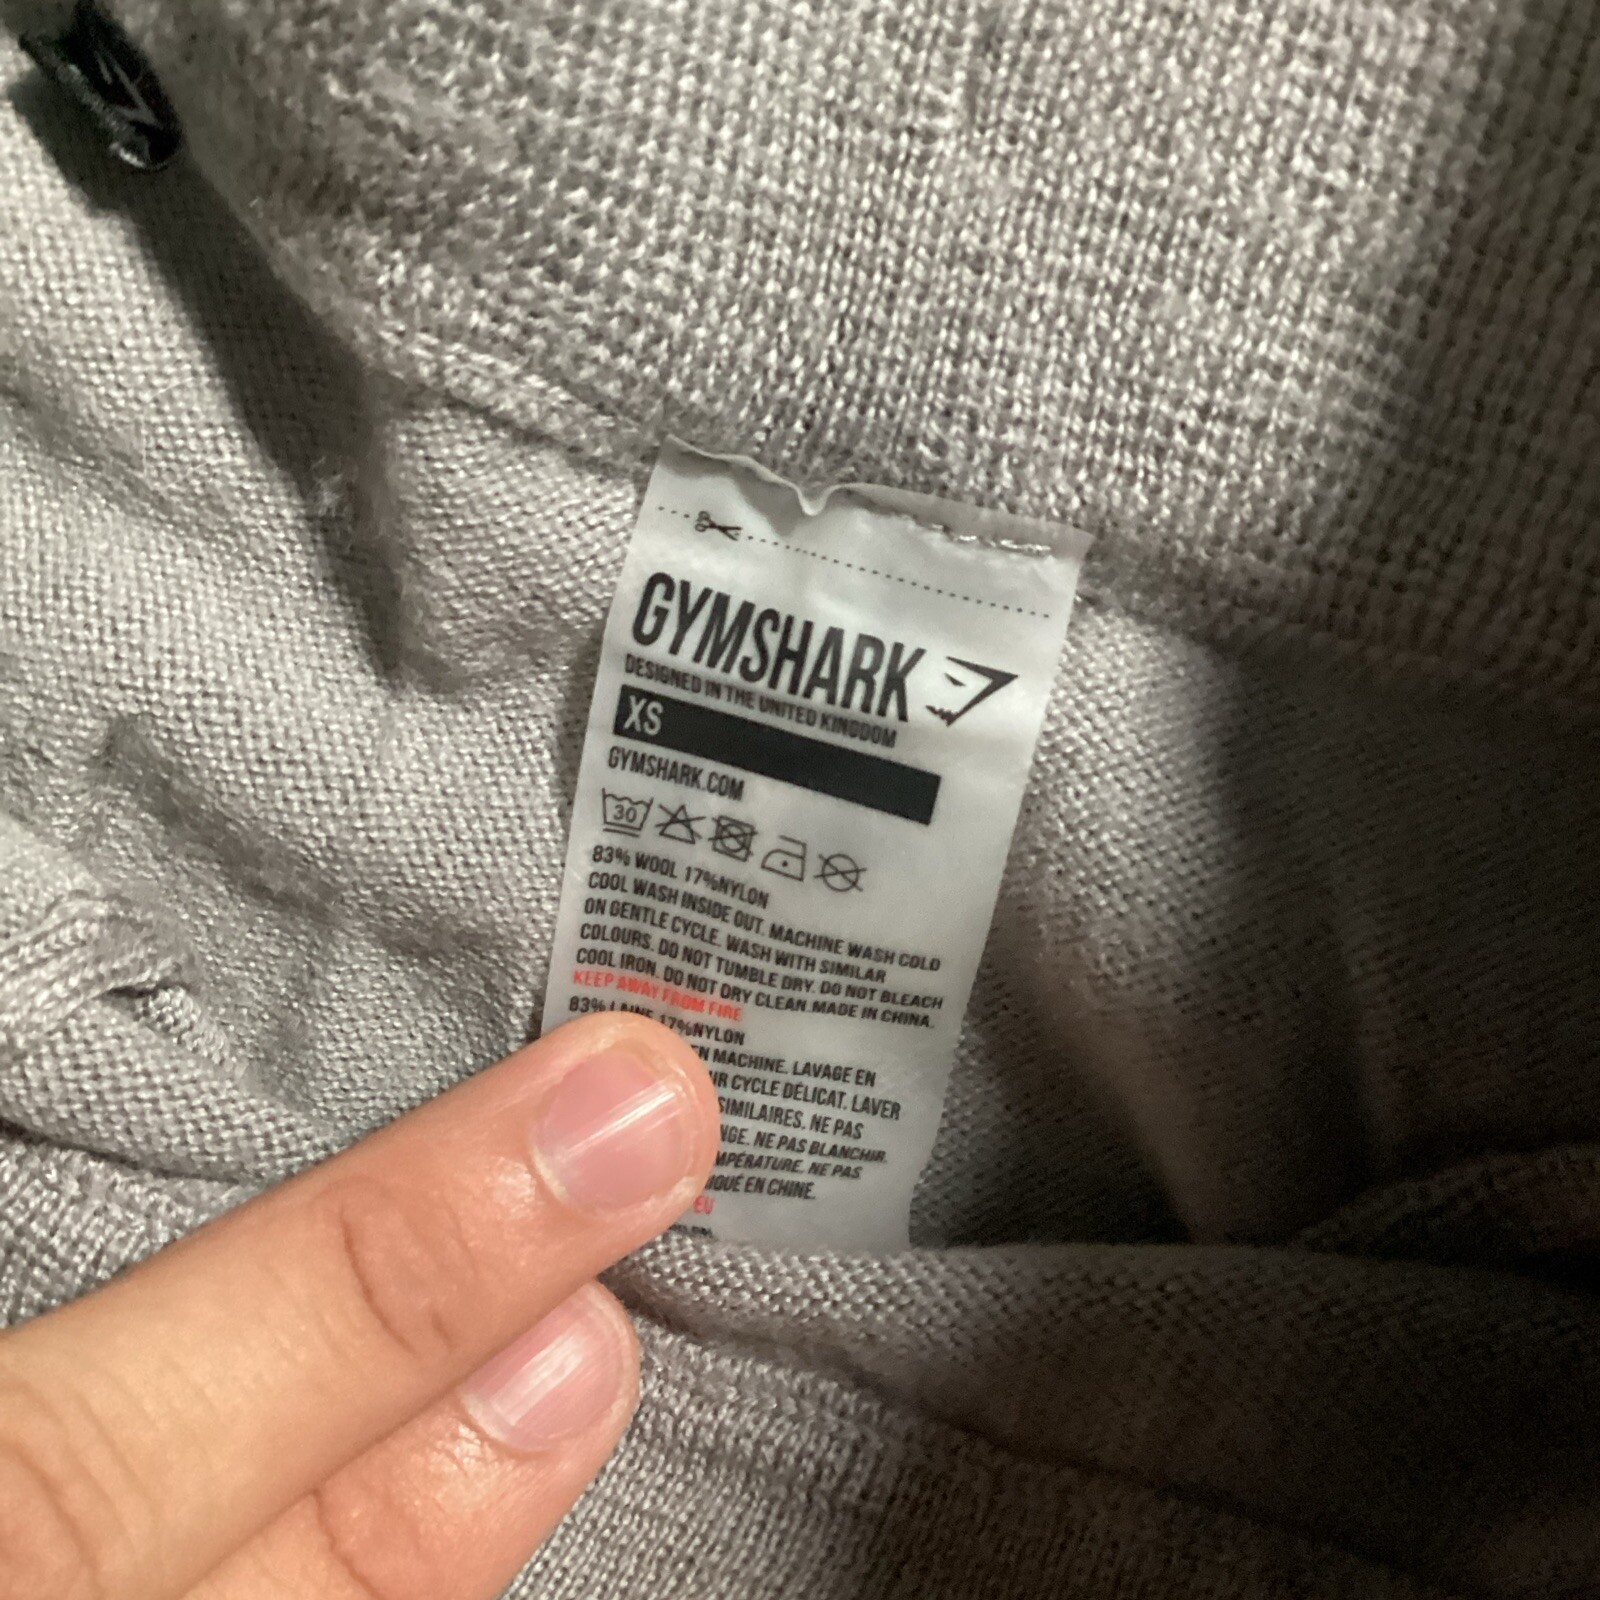 GYMSHARK
DESIGNED IN THE UNITED KINGDOM
XS
GYMSHARK.COM
30
83% WOOL 17%NYLON
COOL WASH INSIDE OUT. MACHINE WASH COLD
ON GENTLE CYCLE. WASH WITH SIMILAR
COLOURS. DO NOT TUMBLE DRY. DO NOT BLEACH
COOL IRON. DO NOT DRY CLEAN.MADE IN CHINA.
KEEP AWAY FROM FIRE
83% LAINE 17%NYLON
EN MACHINE. LAVAGE EN
CYCLE DÉLICAT. LAVER
SIMILAIRES. NE PAS
NE PAS BLANCHIR.
NE PAS
EN CHINE.